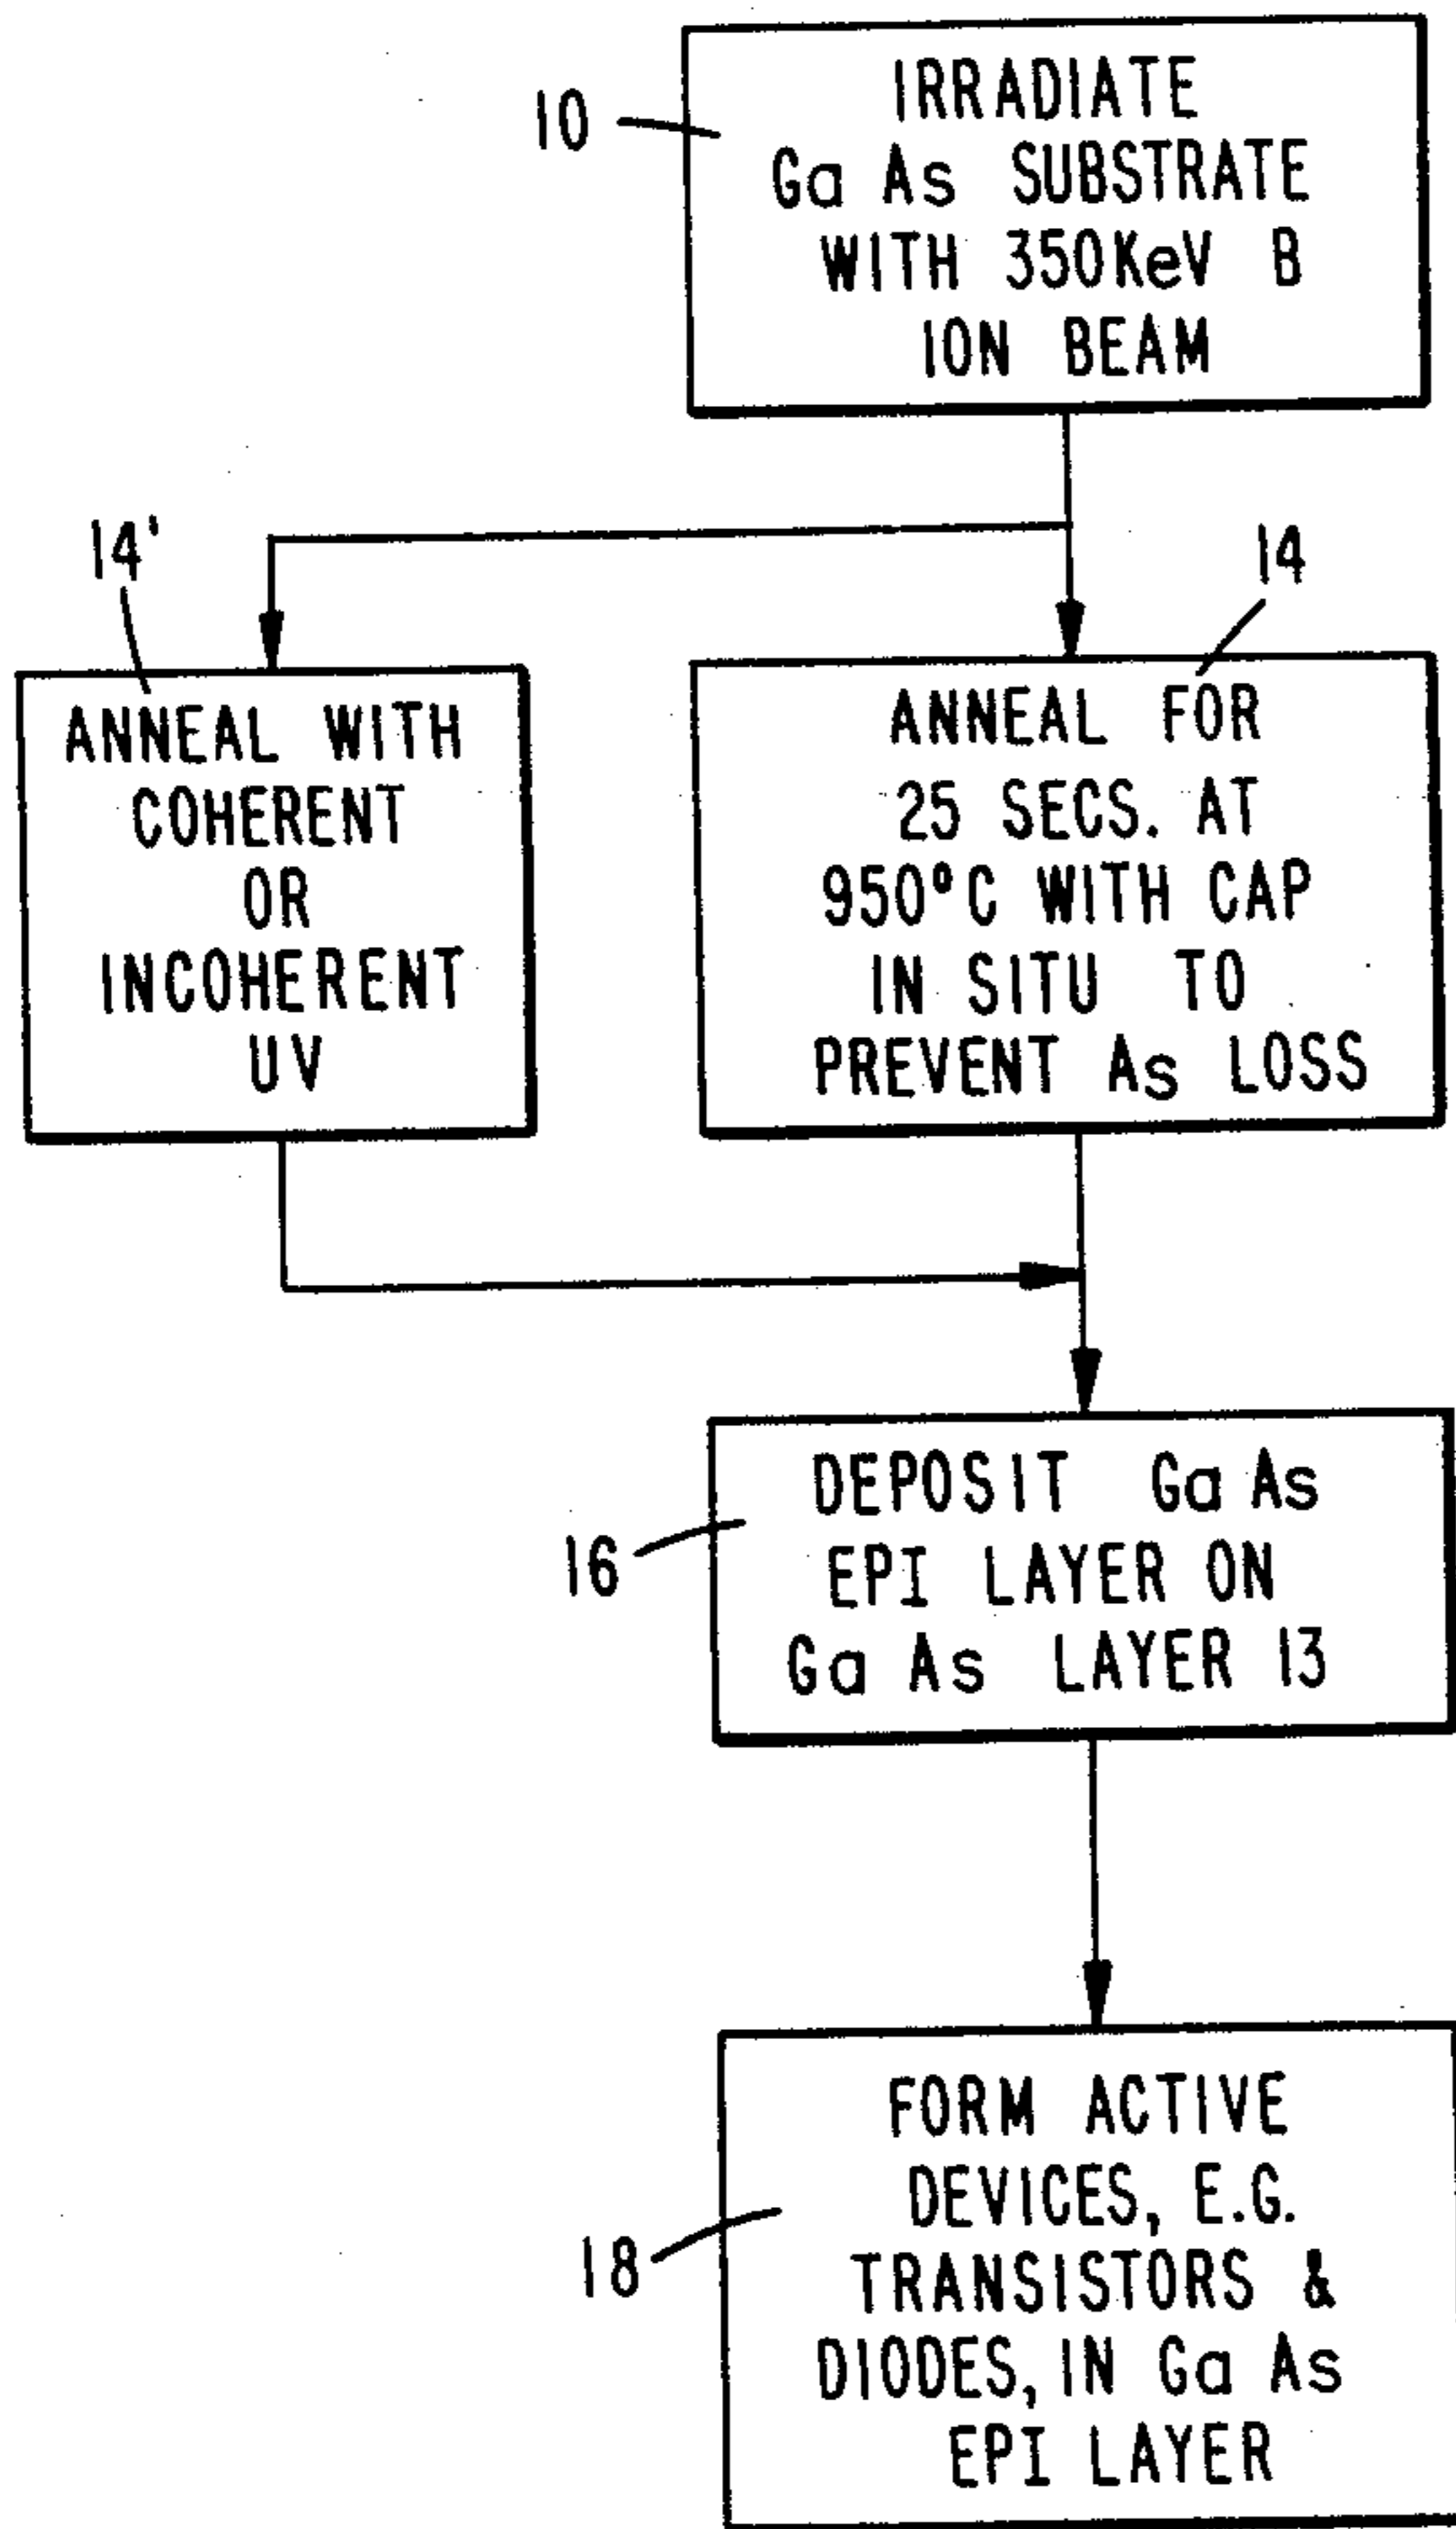 10
IRRADIATE
Ga As SUBSTRATE
WITH 350KeV B
ION BEAM
14'
ANNEAL WITH
COHERENT
OR
INCOHERENT
UV
14
ANNEAL FOR
25 SECS. AT
950°C WITH CAP
IN SITU TO
PREVENT As LOSS
16
DEPOSIT Ga As
EPI LAYER ON
Ga As LAYER 13
18
FORM ACTIVE
DEVICES, E.G.
TRANSISTORS &
DIODES, IN Ga As
EPI LAYER